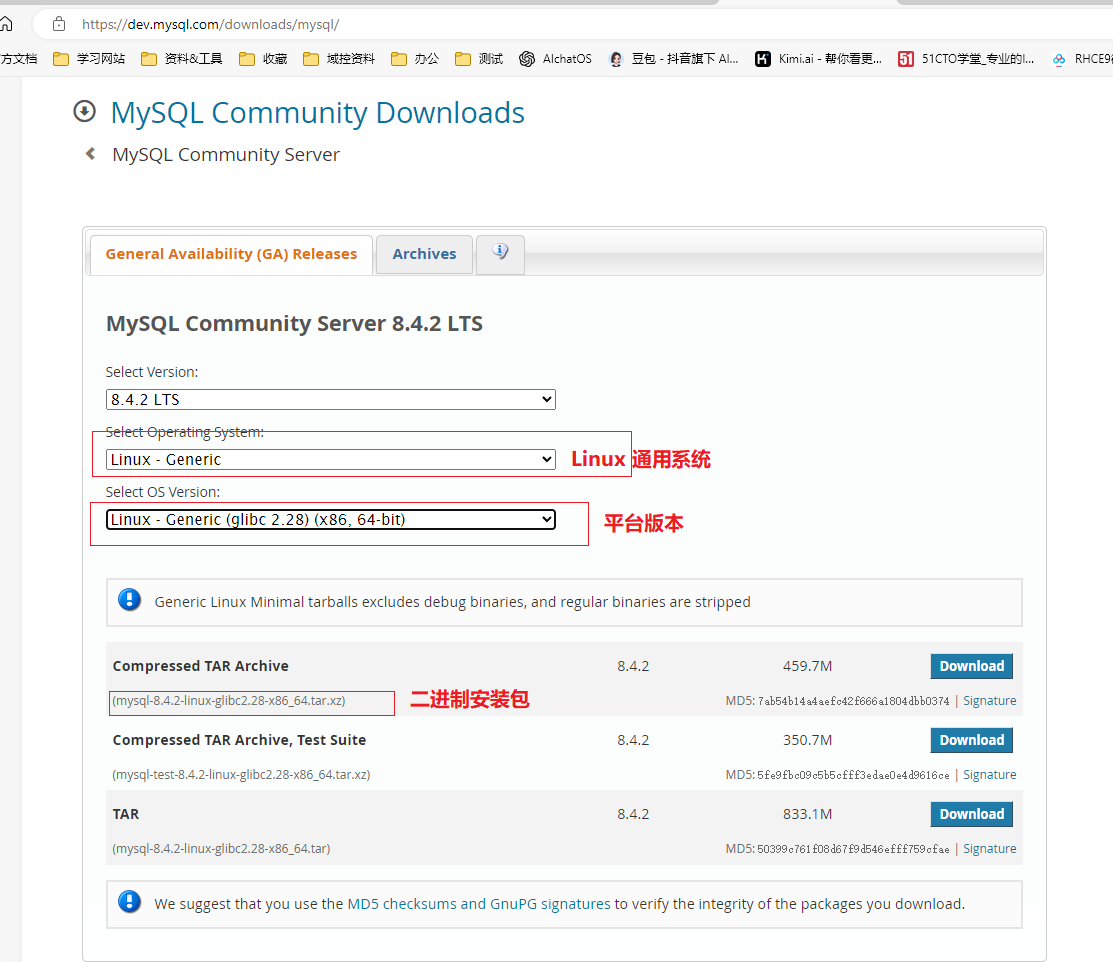 https://dev.mysql.com/downloads/mysql/
方文档 学习网站 资料&工具 收藏 域控资料 办公 测试 AIchatOS 豆包 - 抖音旗下 AI... Kimi.ai - 帮你看更... 51CTO学堂_专业的I... RHCE9
MySQL Community Downloads
MySQL Community Server
General Availability (GA) Releases Archives
MySQL Community Server 8.4.2 LTS
Select Version:
8.4.2 LTS
Select Operating System:
Linux - Generic Linux 通用系统
Select OS Version:
Linux - Generic (glibc 2.28) (x86, 64-bit) 平台版本
Generic Linux Minimal tarballs excludes debug binaries, and regular binaries are stripped
Compressed TAR Archive 8.4.2 459.7M Download
(mysql-8.4.2-linux-glibc2.28-x86_64.tar.xz) 二进制安装包 MD5: 7ab54b14a4aefc42f666a1804dbb0374 | Signature
Compressed TAR Archive, Test Suite 8.4.2 350.7M Download
(mysql-test-8.4.2-linux-glibc2.28-x86_64.tar.xz) MD5: 5fe9fbc09c5b5cfff3edae0e4d9616ce | Signature
TAR 8.4.2 833.1M Download
(mysql-8.4.2-linux-glibc2.28-x86_64.tar) MD5: 50399c761f08d67f9d546efff759cfae | Signature
We suggest that you use the MD5 checksums and GnuPG signatures to verify the integrity of the packages you download.